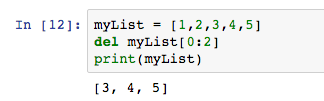 In [12]: myList = [1,2,3,4,5]
del myList[0:2]
print(myList)
[3, 4, 5]